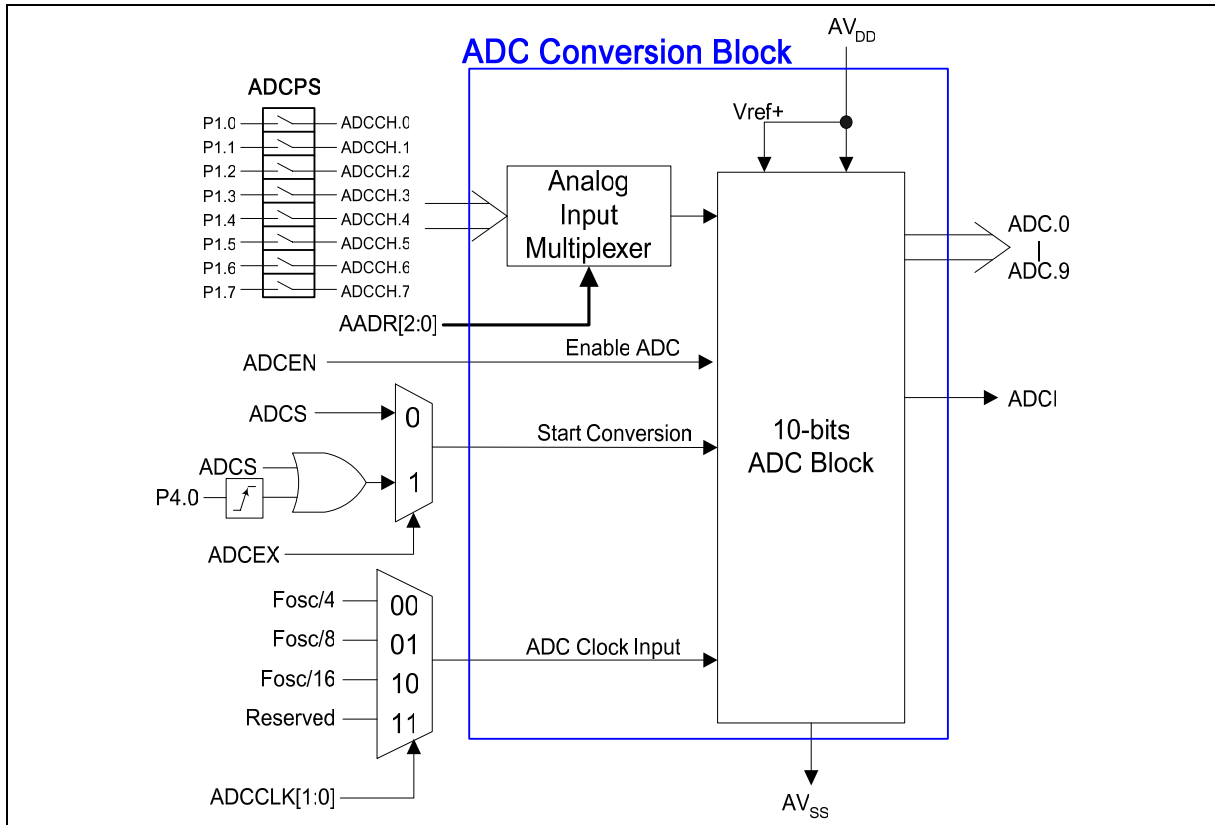 ADC Conversion Block
AV_DD
ADCPS
Vref+
P1.0 ADCCH.0
P1.1 ADCCH.1
P1.2 ADCCH.2
P1.3 ADCCH.3
P1.4 ADCCH.4
P1.5 ADCCH.5
P1.6 ADCCH.6
P1.7 ADCCH.7
Analog
Input
Multiplexer
ADC.0
ADC.9
AADR[2:0]
ADCEN
Enable ADC
ADCI
ADCS
0
Start Conversion
10-bits
ADC Block
ADCS
P4.0
1
ADCEX
Fosc/4 00
Fosc/8 01
Fosc/16 10
Reserved 11
ADC Clock Input
ADCCLK[1:0]
AV_SS